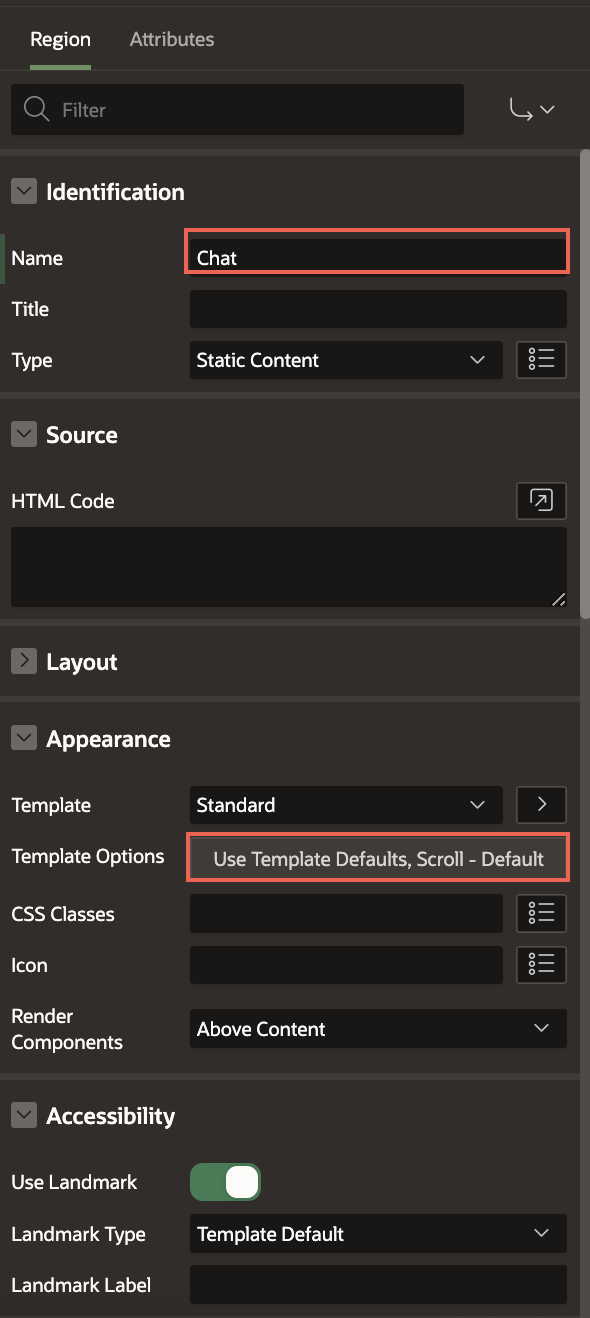 Region Attributes
Filter
Identification
Name Chat
Title
Type Static Content
Source
HTML Code
Layout
Appearance
Template Standard
Template Options Use Template Defaults, Scroll - Default
CSS Classes
Icon
Render
Components Above Content
Accessibility
Use Landmark
Landmark Type Template Default
Landmark Label